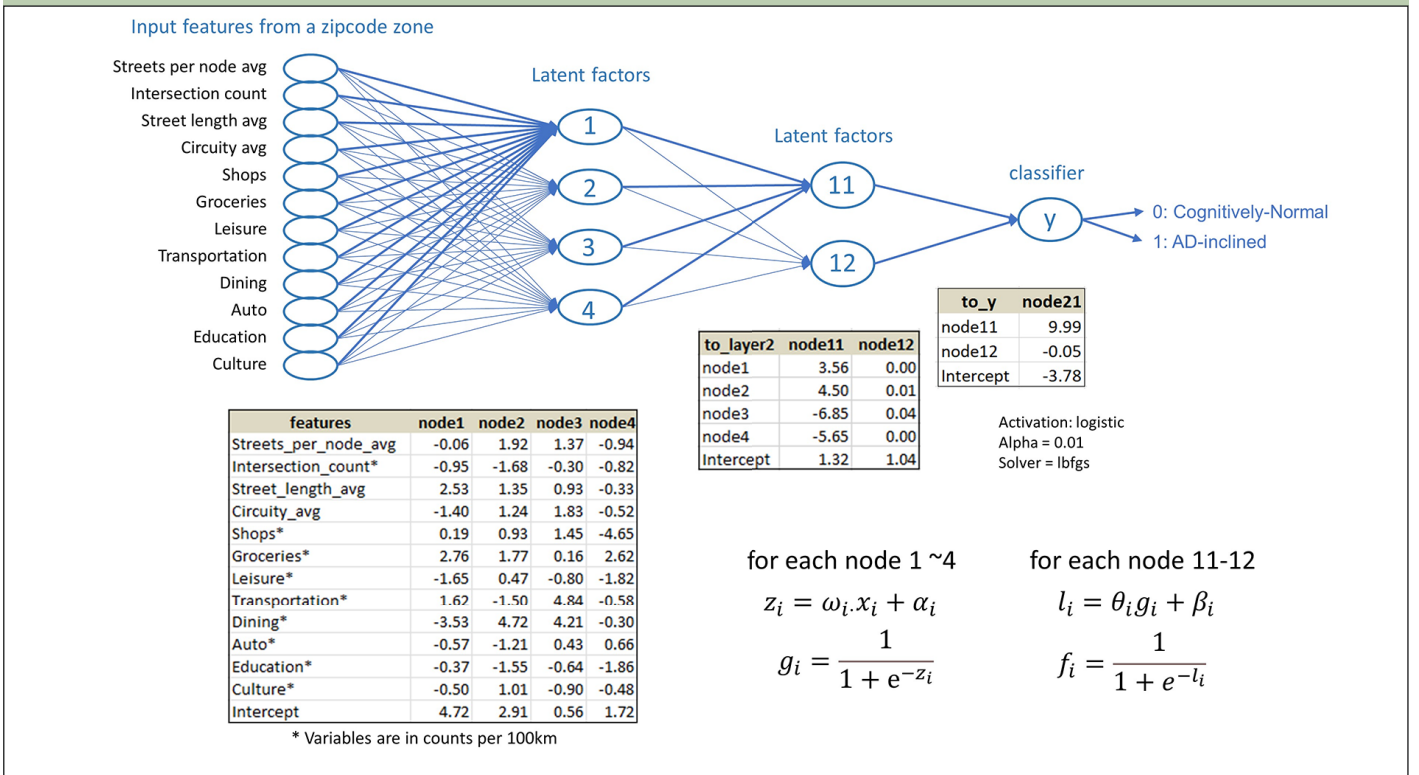 Input features from a zipcode zone
Streets per node avg
Intersection count
Street length avg
Circuity avg
Shops
Groceries
Leisure
Transportation
Dining
Auto
Education
Culture
Latent factors
1
2
3
4
Latent factors
11
12
classifier
y
0: Cognitively-Normal
1: AD-inclined
to_y node21
node11 9.99
node12 -0.05
Intercept -3.78
to_layer2 node11 node12
node1 3.56 0.00
node2 4.50 0.01
node3 -6.85 0.04
node4 -5.65 0.00
Intercept 1.32 1.04
Activation: logistic
Alpha = 0.01
Solver = lbfgs
features node1 node2 node3 node4
Streets_per_node_avg -0.06 1.92 1.37 -0.94
Intersection_count* -0.95 -1.68 -0.30 -0.82
Street_length_avg 2.53 1.35 0.93 -0.33
Circuity_avg -1.40 1.24 1.83 -0.52
Shops* 0.19 0.93 1.45 -4.65
Groceries* 2.76 1.77 0.16 2.62
Leisure* -1.65 0.47 -0.80 -1.82
Transportation* 1.62 -1.50 4.84 -0.58
Dining* -3.53 4.72 4.21 -0.30
Auto* -0.57 -1.21 0.43 0.66
Education* -0.37 -1.55 -0.64 -1.86
Culture* -0.50 1.01 -0.90 -0.48
Intercept 4.72 2.91 0.56 1.72
* Variables are in counts per 100km
for each node 1 ~4
zᵢ = ωᵢ.xᵢ + αᵢ
gᵢ = 1 / (1 + e^(-zᵢ))
for each node 11-12
lᵢ = θᵢgᵢ + βᵢ
fᵢ = 1 / (1 + e^(-lᵢ))